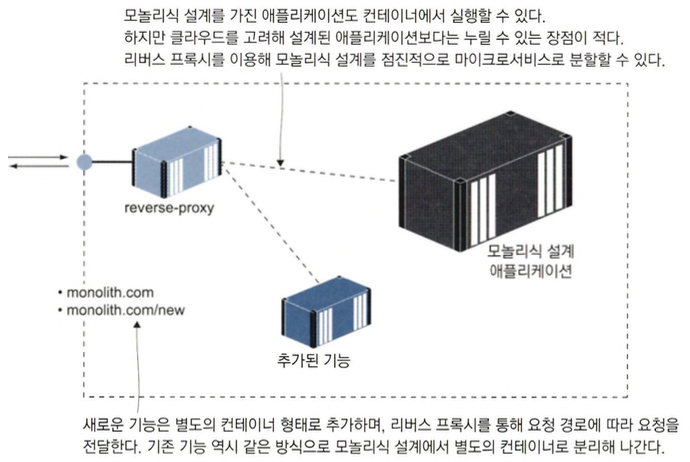 모놀리식 설계를 가진 애플리케이션도 컨테이너에서 실행할 수 있다.
하지만 클라우드를 고려해 설계된 애플리케이션보다는 누릴 수 있는 장점이 적다.
리버스 프록시를 이용해 모놀리식 설계를 점진적으로 마이크로서비스로 분할할 수 있다.
reverse-proxy
모놀리식 설계
애플리케이션
• monolith.com
• monolith.com/new
추가된 기능
새로운 기능은 별도의 컨테이너 형태로 추가하며, 리버스 프록시를 통해 요청 경로에 따라 요청을
전달한다. 기존 기능 역시 같은 방식으로 모놀리식 설계에서 별도의 컨테이너로 분리해 나간다.